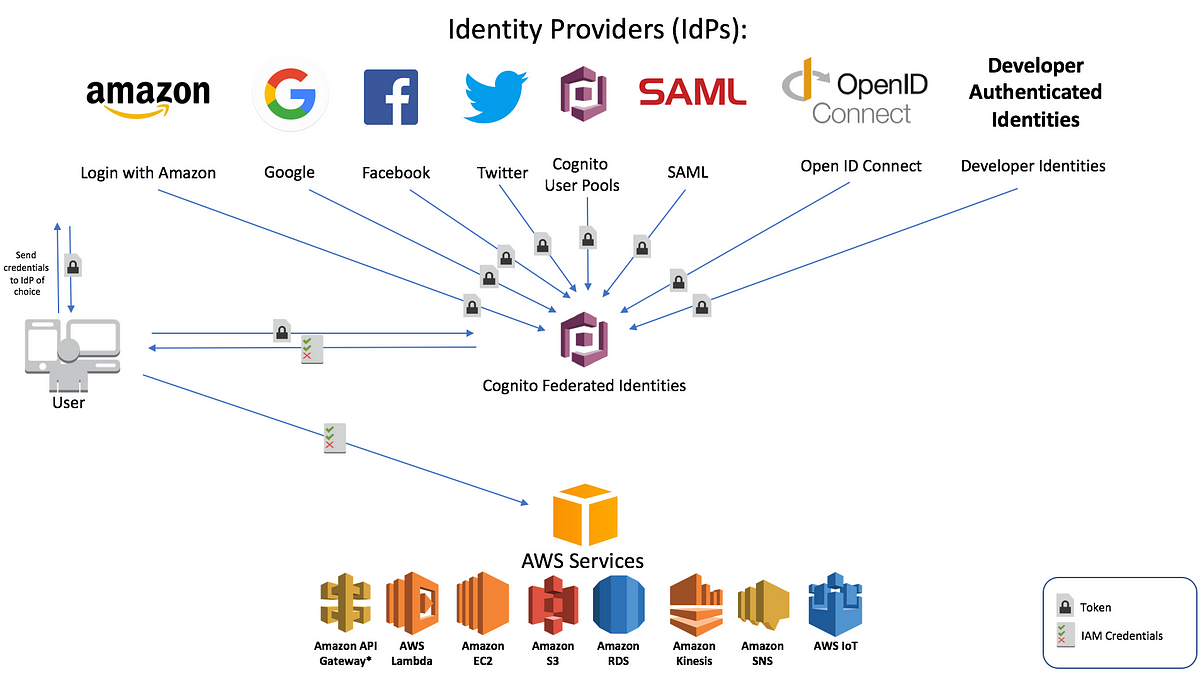 Identity Providers (IdPs):
amazon
SAML
OpenID
Connect
Developer
Authenticated
Identities
Login with Amazon
Google
Facebook
Twitter
Cognito
User Pools
SAML
Open ID Connect
Developer Identities
Send
credentials
to IdP of
choice
User
Cognito Federated Identities
AWS Services
Amazon API
Gateway*
AWS
Lambda
Amazon
EC2
Amazon
S3
Amazon
RDS
Amazon
Kinesis
Amazon
SNS
AWS IoT
Token
IAM Credentials